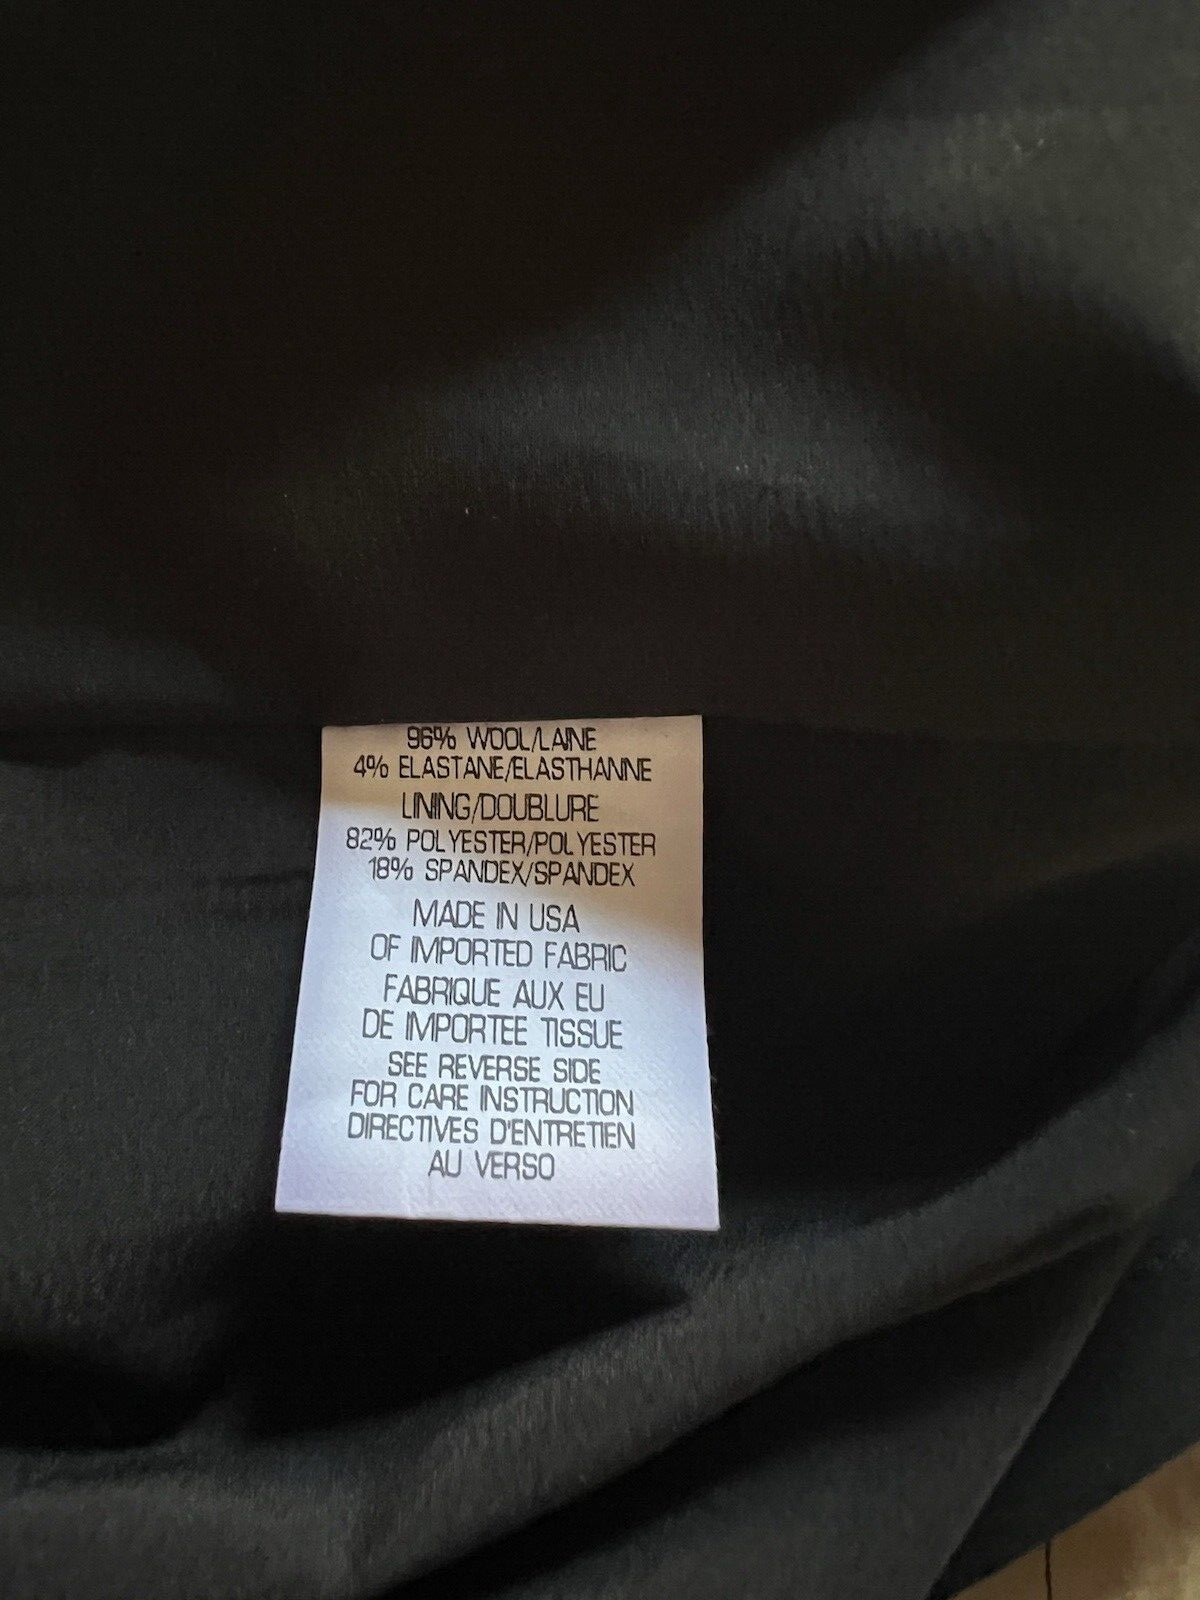 96% WOOL/LAINE
4% ELASTANE/ELASTHANNE
LINING/DOUBLURE
82% POLYESTER/POLYESTER
18% SPANDEX/SPANDEX
MADE IN USA
OF IMPORTED FABRIC
FABRIQUE AUX EU
DE IMPORTEE TISSUE
SEE REVERSE SIDE
FOR CARE INSTRUCTION
DIRECTIVES D'ENTRETIEN
AU VERSO